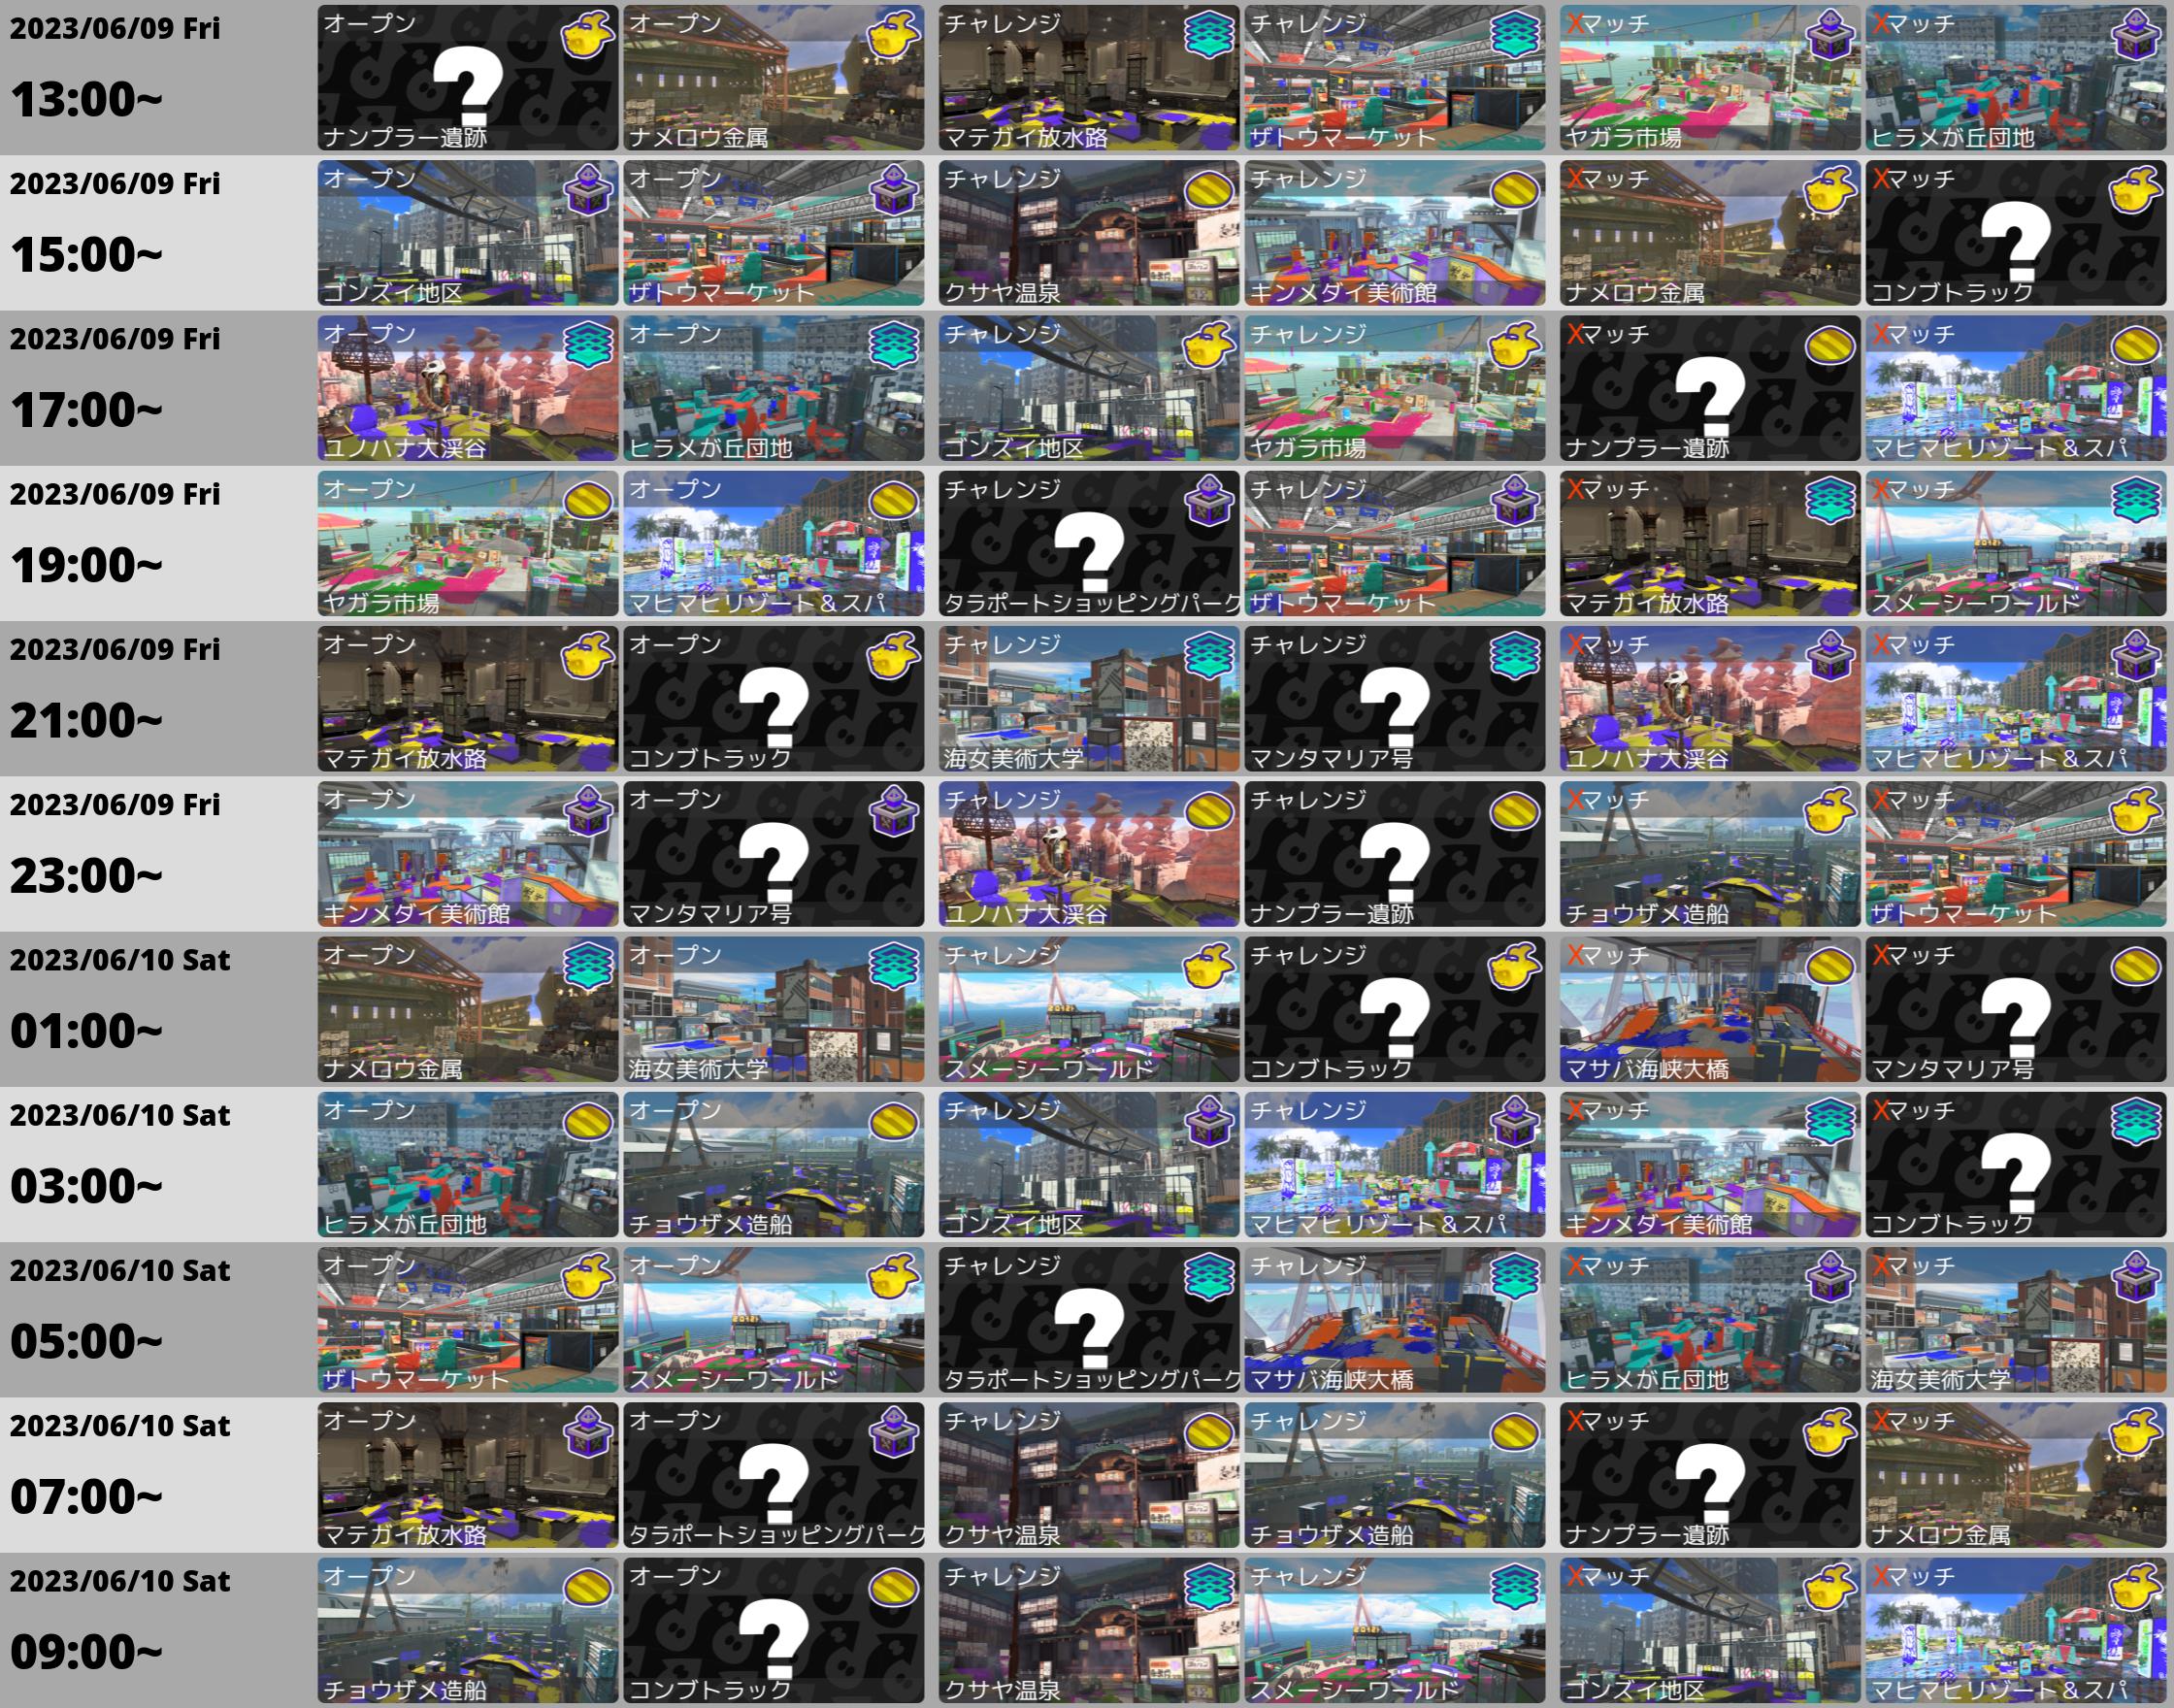 2023/06/09 Fri
13:00~
オープン オープン チャレンジ チャレンジ Xマッチ Xマッチ
ナンプラー遺跡 ナメロウ金属 マテガイ放水路 ザトウマーケット ヤガラ市場 ヒラメが丘団地
2023/06/09 Fri
15:00~
オープン オープン チャレンジ チャレンジ Xマッチ Xマッチ
ゴンズイ地区 ザトウマーケット クサヤ温泉 キンメダイ美術館 ナメロウ金属 コンブトラック
2023/06/09 Fri
17:00~
オープン オープン チャレンジ チャレンジ Xマッチ Xマッチ
ユノハナ大渓谷 ヒラメが丘団地 ゴンズイ地区 ヤガラ市場 ナンプラー遺跡 マヒマヒリゾート&スパ
2023/06/09 Fri
19:00~
オープン オープン チャレンジ チャレンジ Xマッチ Xマッチ
ヤガラ市場 マヒマヒリゾート&スパ タラポートショッピングパーク ザトウマーケット マテガイ放水路 スメーシーワールド
2023/06/09 Fri
21:00~
オープン オープン チャレンジ チャレンジ Xマッチ Xマッチ
マテガイ放水路 コンブトラック 海女美術大学 マンタマリア号 ユノハナ大渓谷 マヒマヒリゾート&スパ
2023/06/09 Fri
23:00~
オープン オープン チャレンジ チャレンジ Xマッチ Xマッチ
キンメダイ美術館 マンタマリア号 ユノハナ大渓谷 ナンプラー遺跡 チョウザメ造船 ザトウマーケット
2023/06/10 Sat
01:00~
オープン オープン チャレンジ チャレンジ Xマッチ Xマッチ
ナメロウ金属 海女美術大学 スメーシーワールド コンブトラック マサバ海峡大橋 マンタマリア号
2023/06/10 Sat
03:00~
オープン オープン チャレンジ チャレンジ Xマッチ Xマッチ
ヒラメが丘団地 チョウザメ造船 ゴンズイ地区 マヒマヒリゾート&スパ キンメダイ美術館 コンブトラック
2023/06/10 Sat
05:00~
オープン オープン チャレンジ チャレンジ Xマッチ Xマッチ
ザトウマーケット スメーシーワールド タラポートショッピングパーク マサバ海峡大橋 ヒラメが丘団地 海女美術大学
2023/06/10 Sat
07:00~
オープン オープン チャレンジ チャレンジ Xマッチ Xマッチ
マテガイ放水路 タラポートショッピングパーク クサヤ温泉 チョウザメ造船 ナンプラー遺跡 ナメロウ金属
2023/06/10 Sat
09:00~
オープン オープン チャレンジ チャレンジ Xマッチ Xマッチ
チョウザメ造船 コンブトラック クサヤ温泉 スメーシーワールド ゴンズイ地区 マヒマヒリゾート&スパ